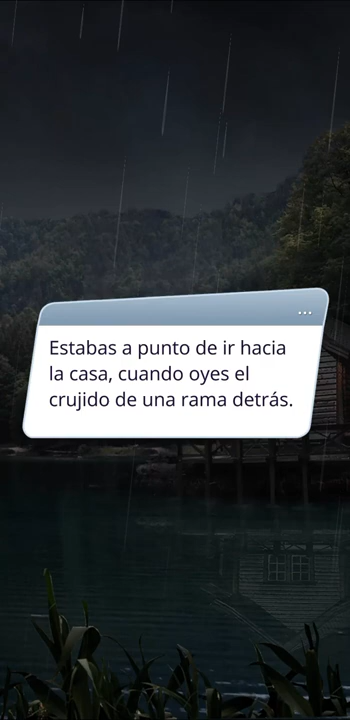 Estabas a punto de ir hacia
la casa, cuando oyes el
crujido de una rama detrás.